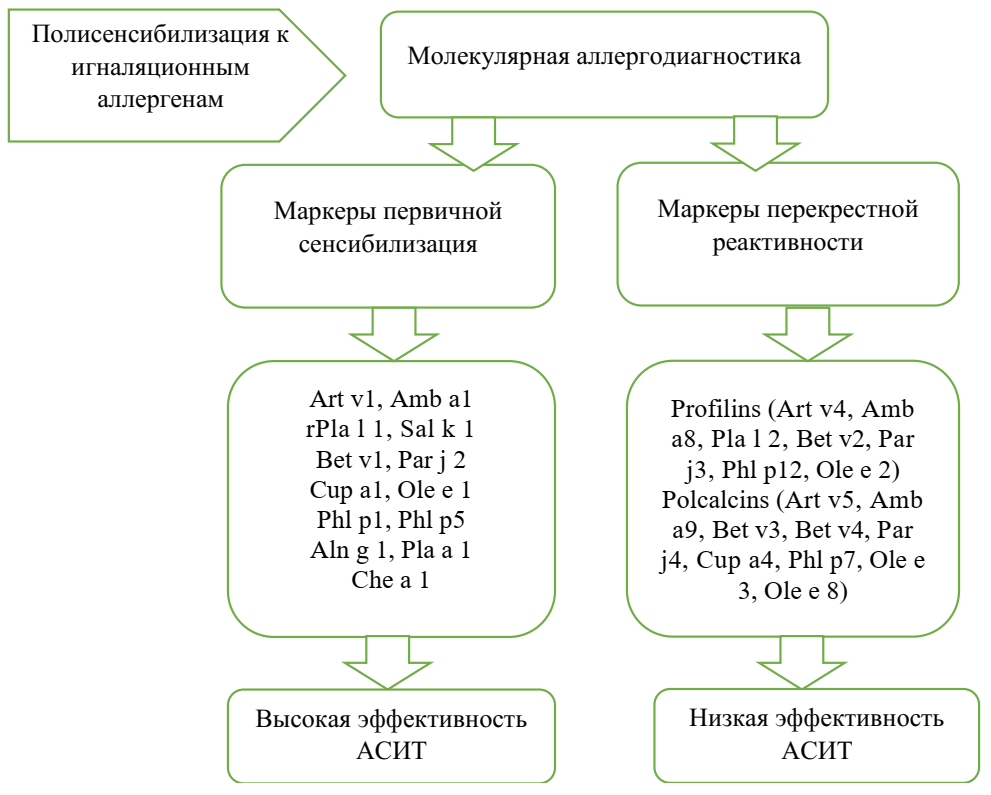 Полисенсибилизация к
игналяционным
аллергенам
Молекулярная аллергодиагностика
Маркеры первичной
сенсибилизация
Маркеры перекрестной
реактивности
Art v1, Amb a1
rPla l 1, Sal k 1
Bet v1, Par j 2
Cup a1, Ole e 1
Phl p1, Phl p5
Aln g 1, Pla a 1
Che a 1
Profilins (Art v4, Amb
a8, Pla l 2, Bet v2, Par
j3, Phl p12, Ole e 2)
Polcalcins (Art v5, Amb
a9, Bet v3, Bet v4, Par
j4, Cup a4, Phl p7, Ole e
3, Ole e 8)
Высокая эффективность
АСИТ
Низкая эффективность
АСИТ